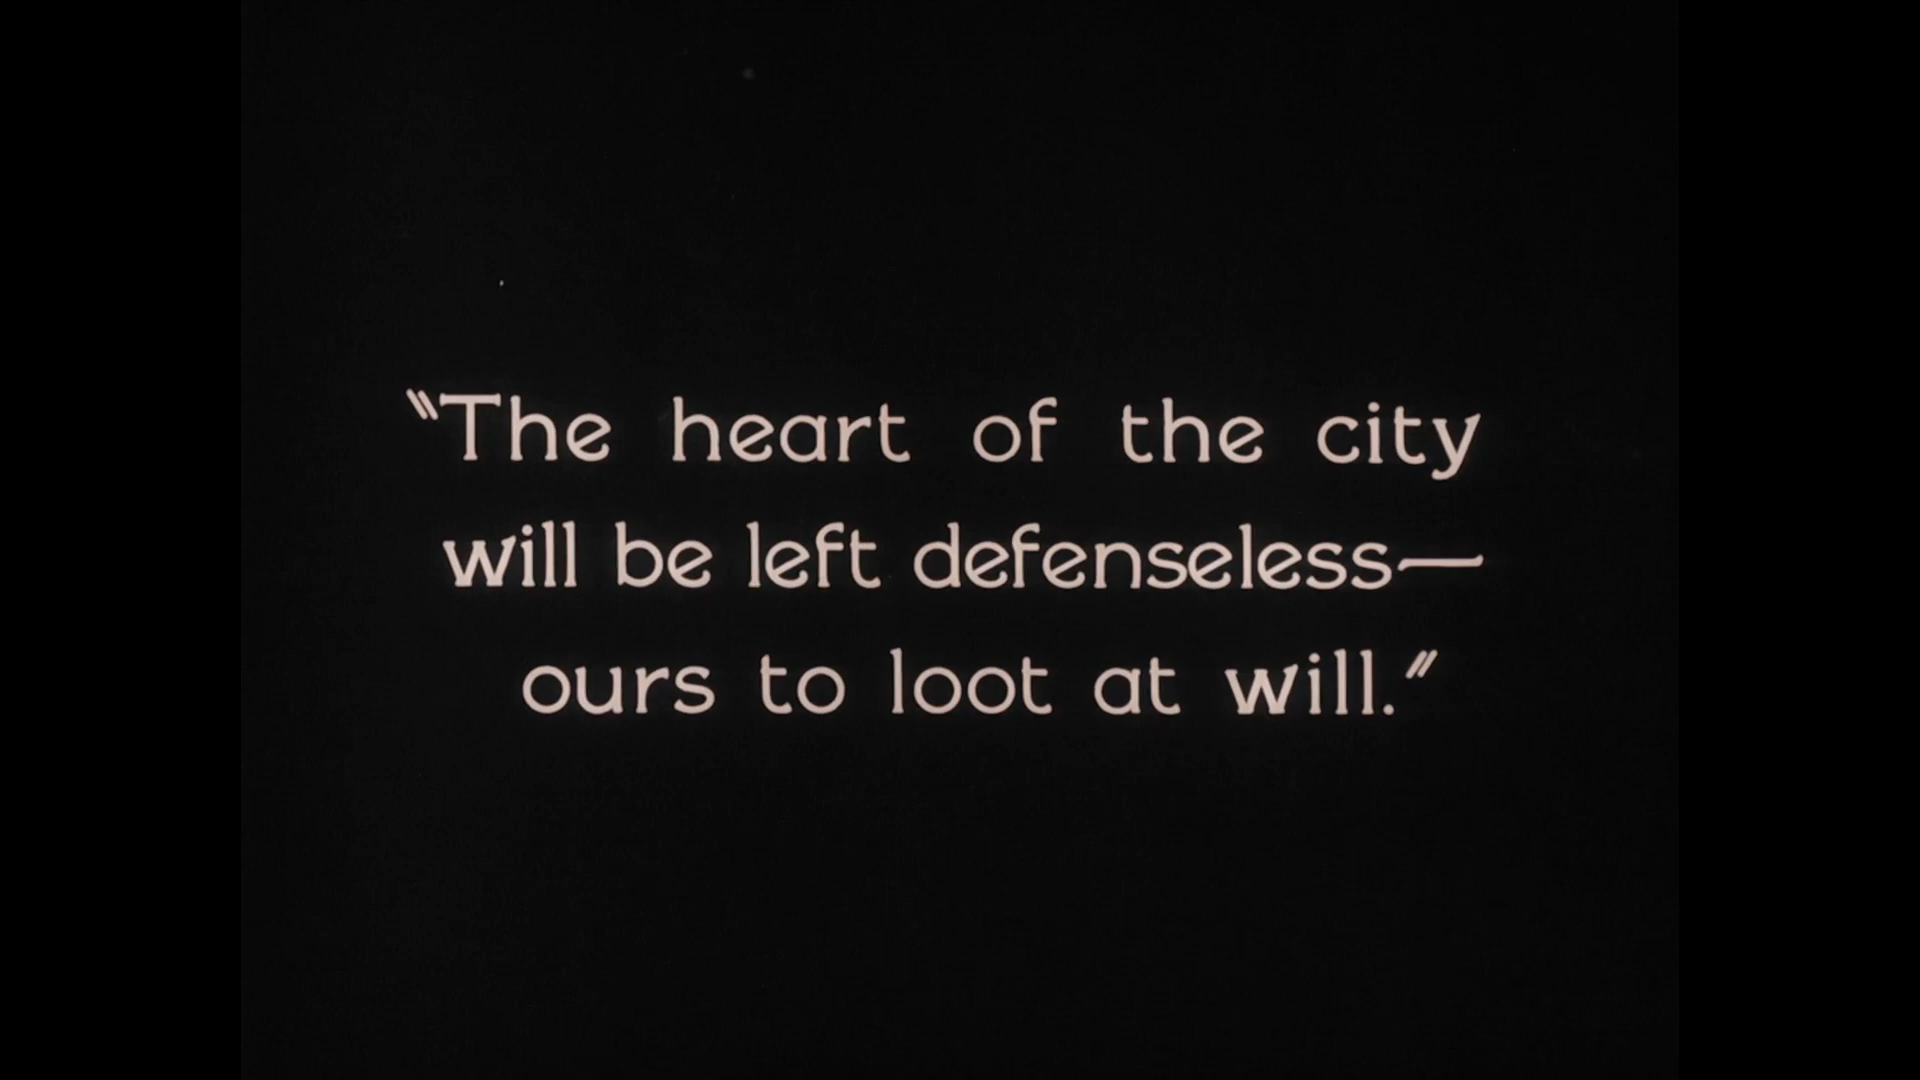 "The heart of the city
will be left defenseless—
ours to loot at will."